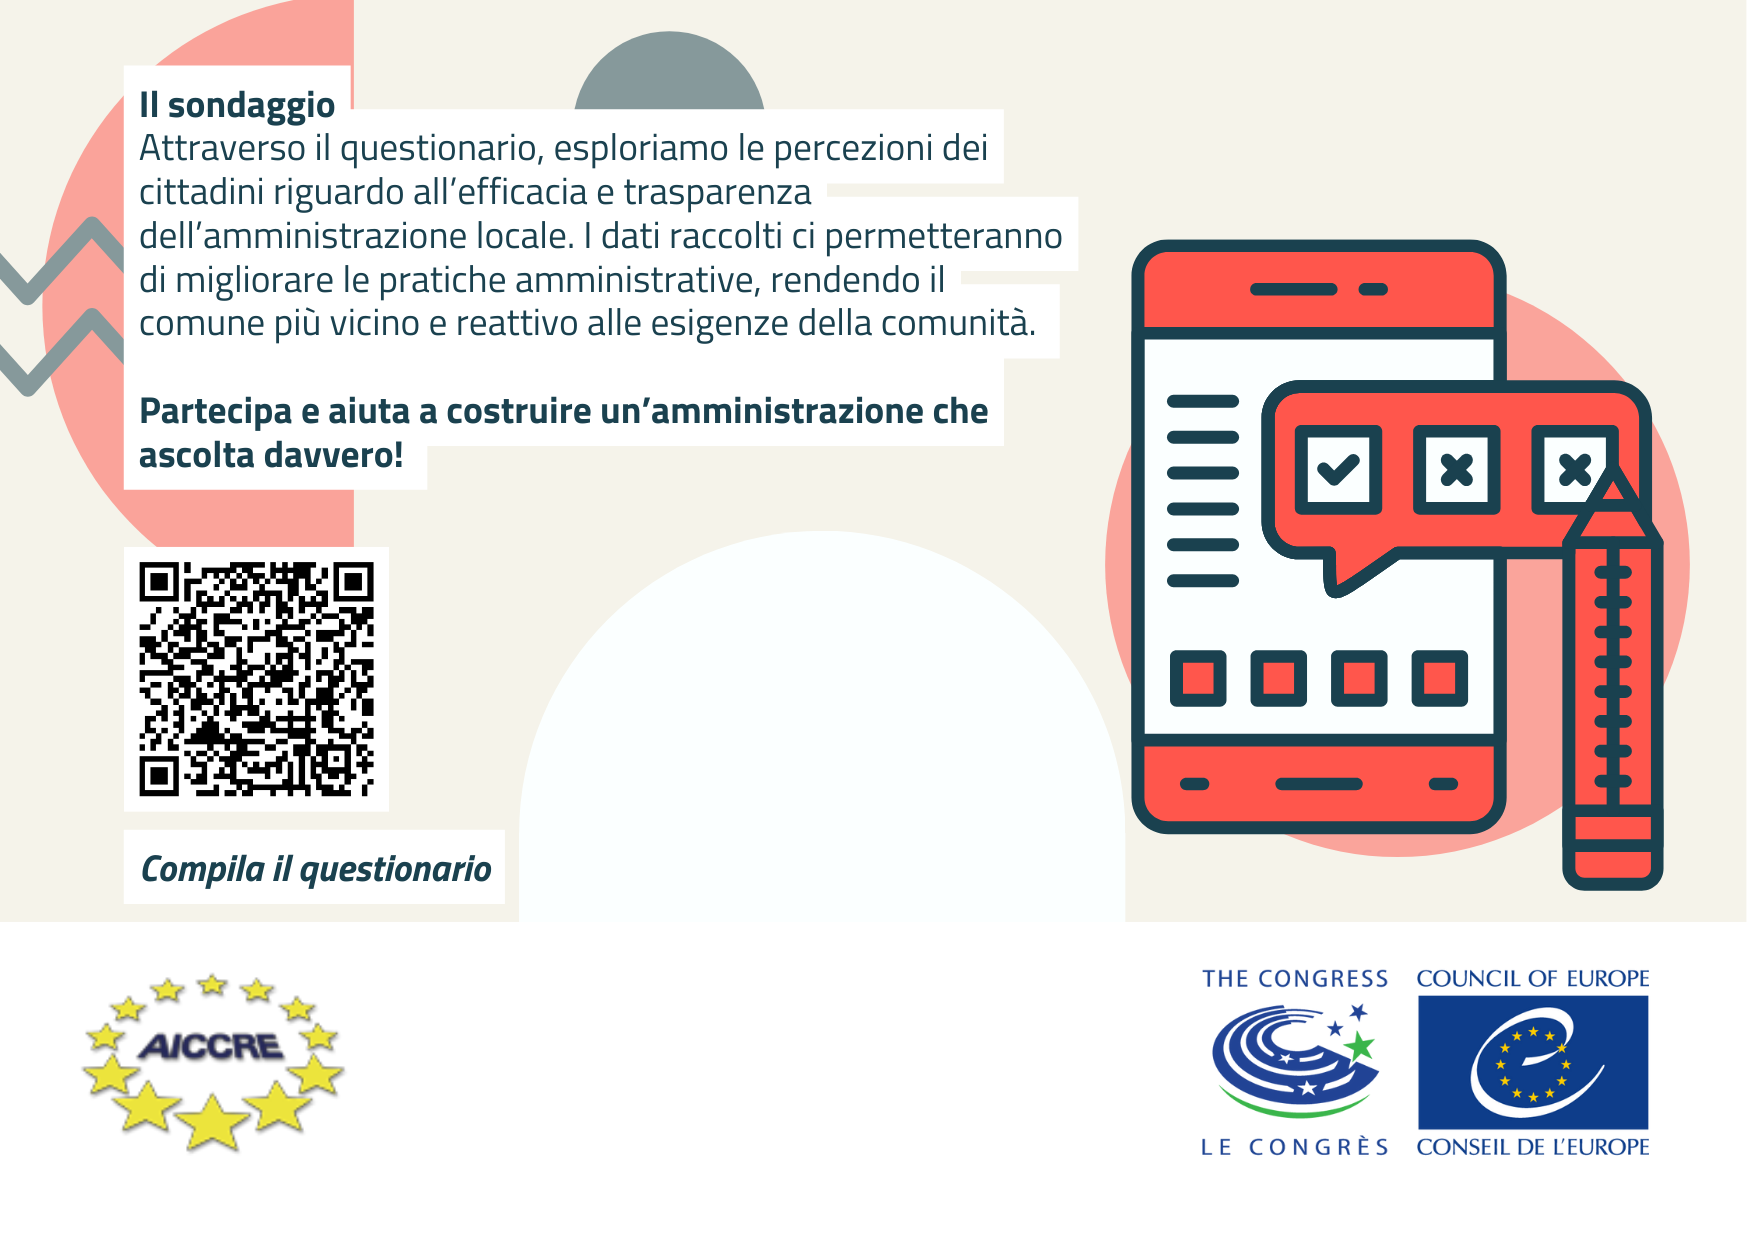 Il sondaggio
Attraverso il questionario, esploriamo le percezioni dei
cittadini riguardo all’efficacia e trasparenza
dell’amministrazione locale. I dati raccolti ci permetteranno
di migliorare le pratiche amministrative, rendendo il
comune più vicino e reattivo alle esigenze della comunità.
Partecipa e aiuta a costruire un’amministrazione che
ascolta davvero!
Compila il questionario
AICCRE
THE CONGRESS
LE CONGRÈS
COUNCIL OF EUROPE
CONSEIL DE L'EUROPE